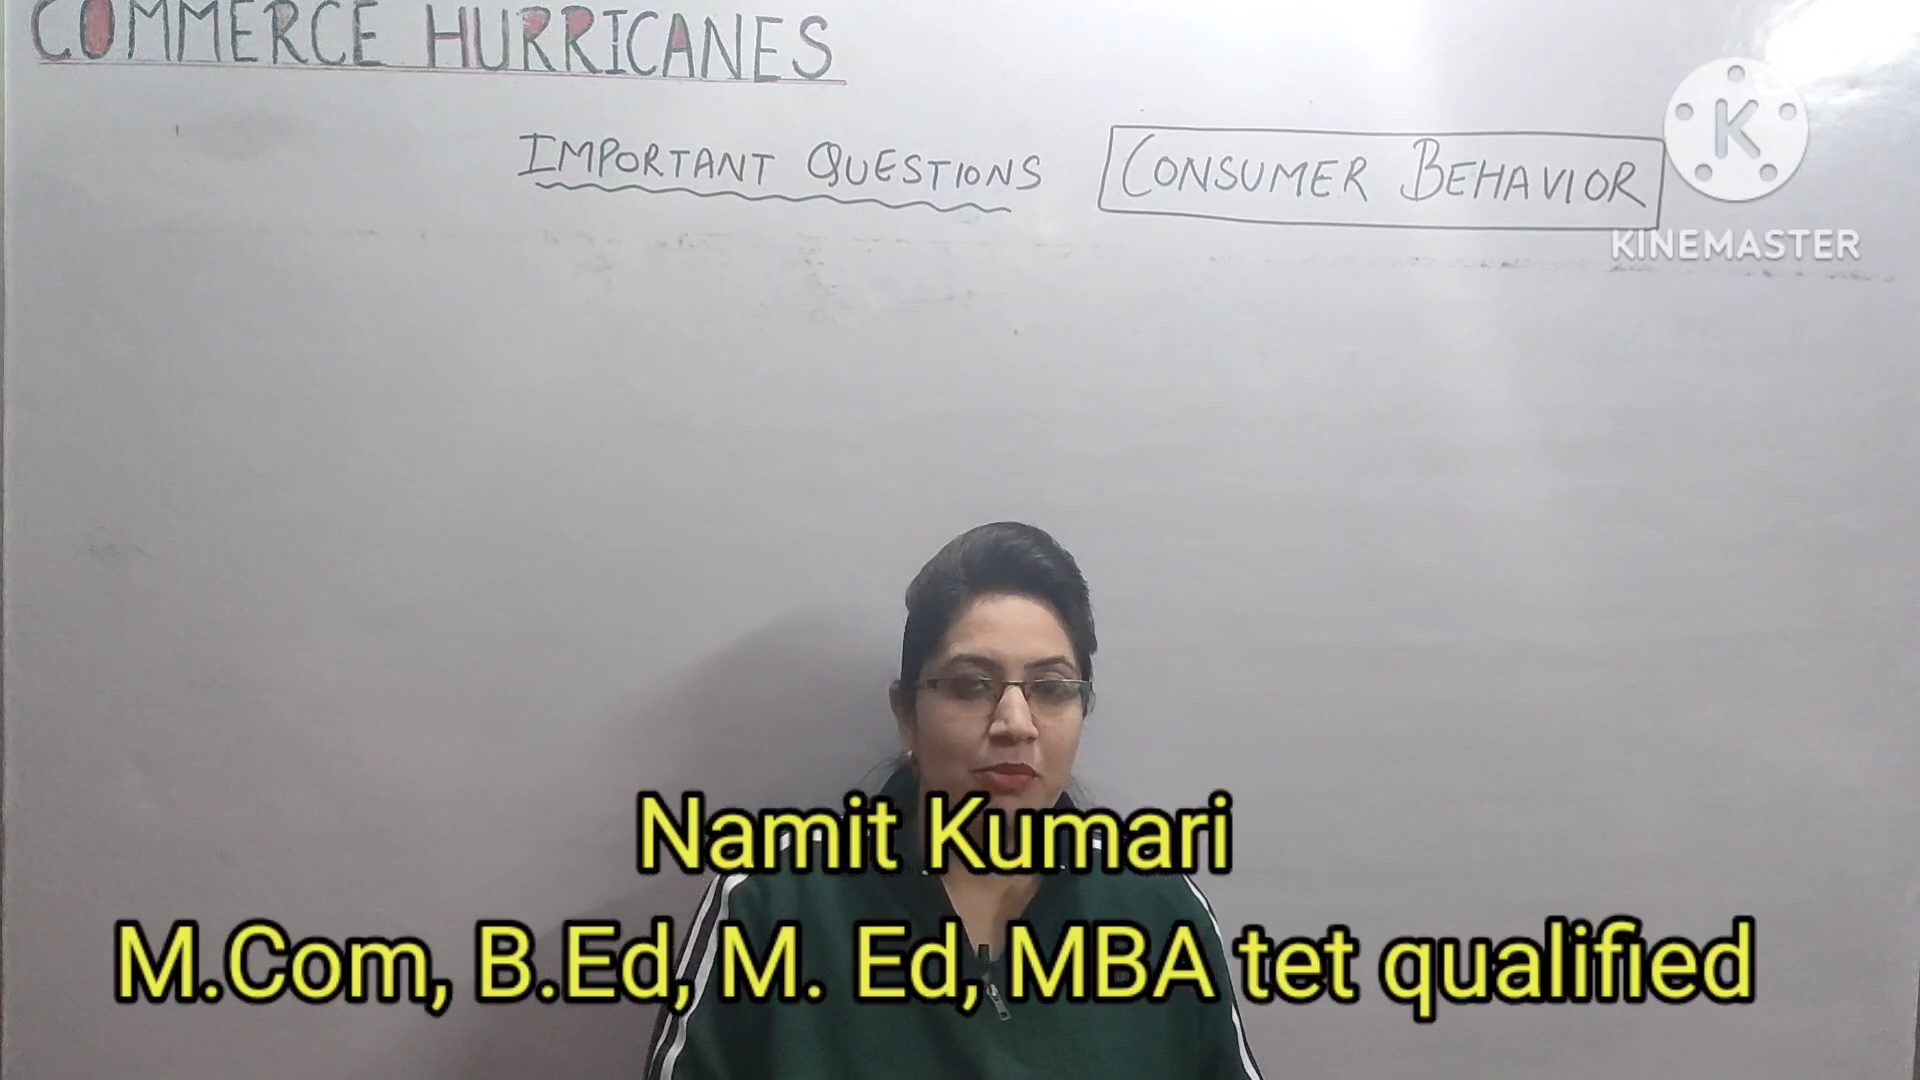 COMMERCE HURRICANES
IMPORTANT QUESTIONS CONSUMER BEHAVIOR
K
KINEMASTER
Namit Kumari
M.Com, B.Ed, M. Ed, MBA tet qualified